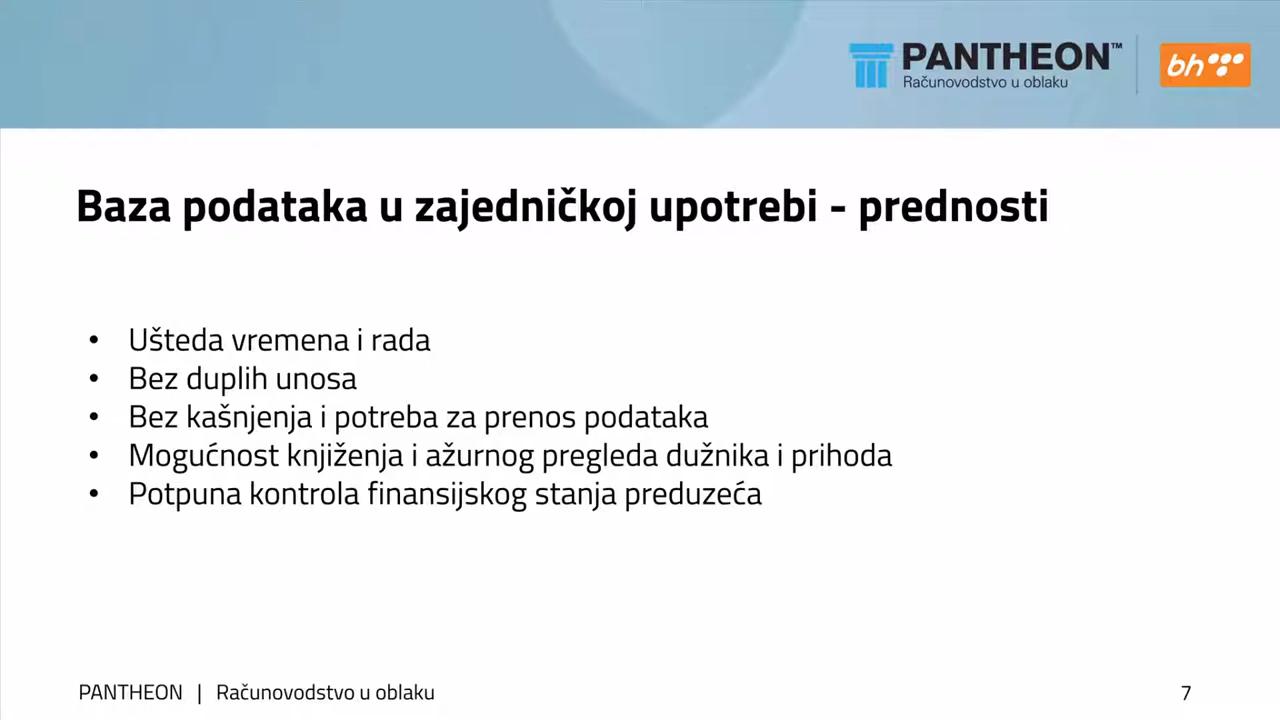 PANTHEON™
Računovodstvo u oblaku
bh
Baza podataka u zajedničkoj upotrebi - prednosti
• Ušteda vremena i rada
• Bez duplih unosa
• Bez kašnjenja i potreba za prenos podataka
• Mogućnost knjiženja i ažurnog pregleda dužnika i prihoda
• Potpuna kontrola finansijskog stanja preduzeća
PANTHEON | Računovodstvo u oblaku
7